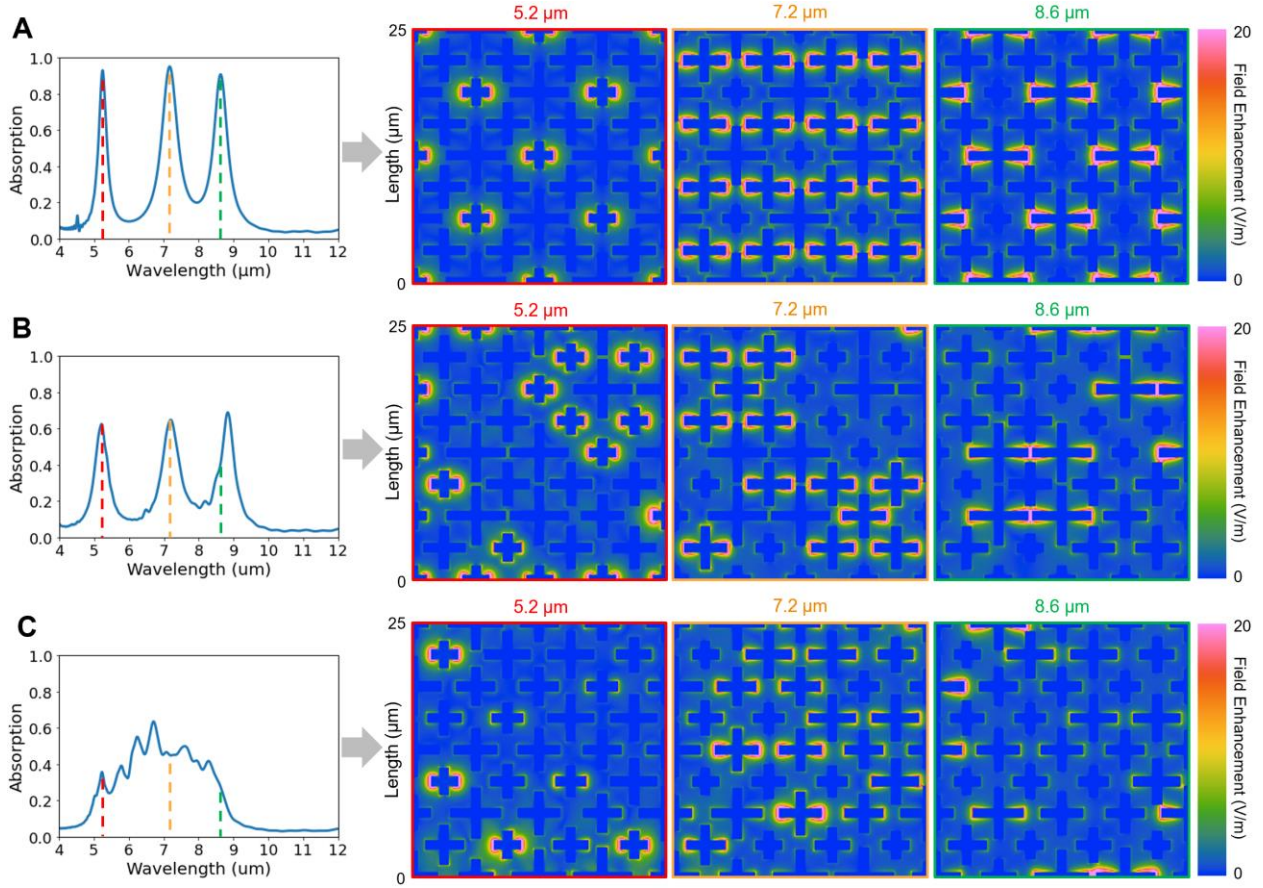 A
5.2 µm
7.2 µm
8.6 µm
1.0
0.8
0.6
0.4
0.2
0.0
Absorption
4 5 6 7 8 9 10 11 12
Wavelength (µm)
25
Length (µm)
0
20
Field Enhancement (V/m)
0
B
5.2 µm
7.2 µm
8.6 µm
1.0
0.8
0.6
0.4
0.2
0.0
Absorption
4 5 6 7 8 9 10 11 12
Wavelength (um)
25
Length (µm)
0
20
Field Enhancement (V/m)
0
C
5.2 µm
7.2 µm
8.6 µm
1.0
0.8
0.6
0.4
0.2
0.0
Absorption
4 5 6 7 8 9 10 11 12
Wavelength (µm)
25
Length (µm)
0
20
Field Enhancement (V/m)
0